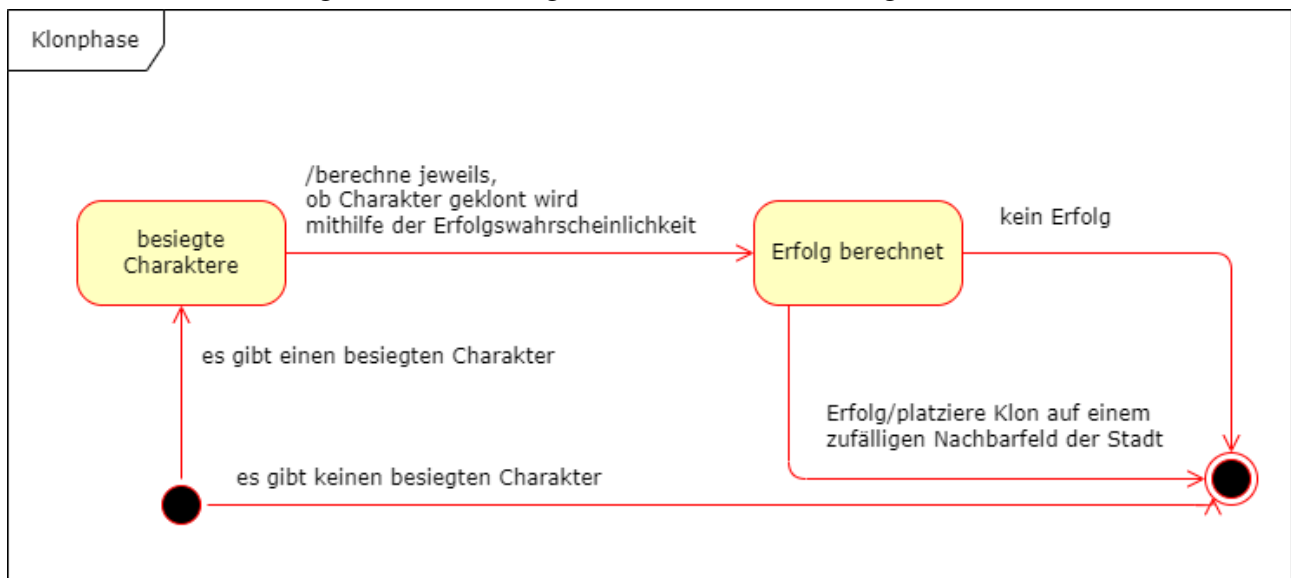 Klonphase
/berechne jeweils,
ob Charakter geklont wird
mithilfe der Erfolgswahrscheinlichkeit
kein Erfolg
besiegte
Charaktere
Erfolg berechnet
es gibt einen besiegten Charakter
Erfolg/platziere Klon auf einem
zufälligen Nachbarfeld der Stadt
es gibt keinen besiegten Charakter